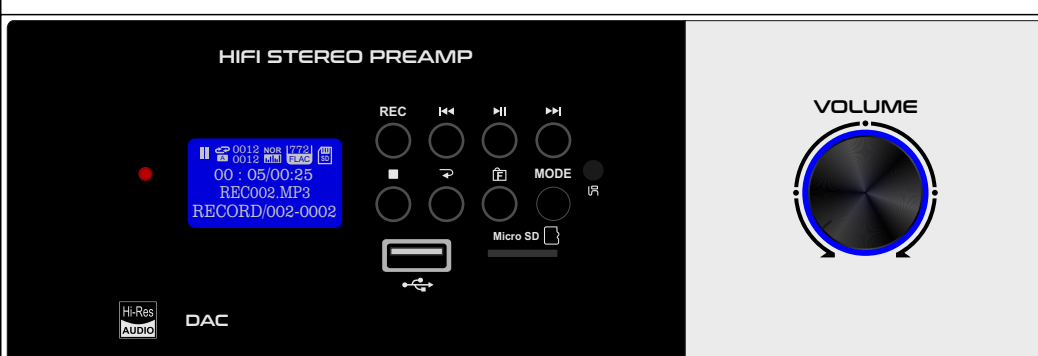 HIFI STEREO PREAMP
VOLUME
REC
0012 NOR 772
A 0012 FLAC SD
00 : 05/00:25
REC002.MP3
RECORD/002-0002
F MODE
Micro SD
Hi-Res
AUDIO
DAC